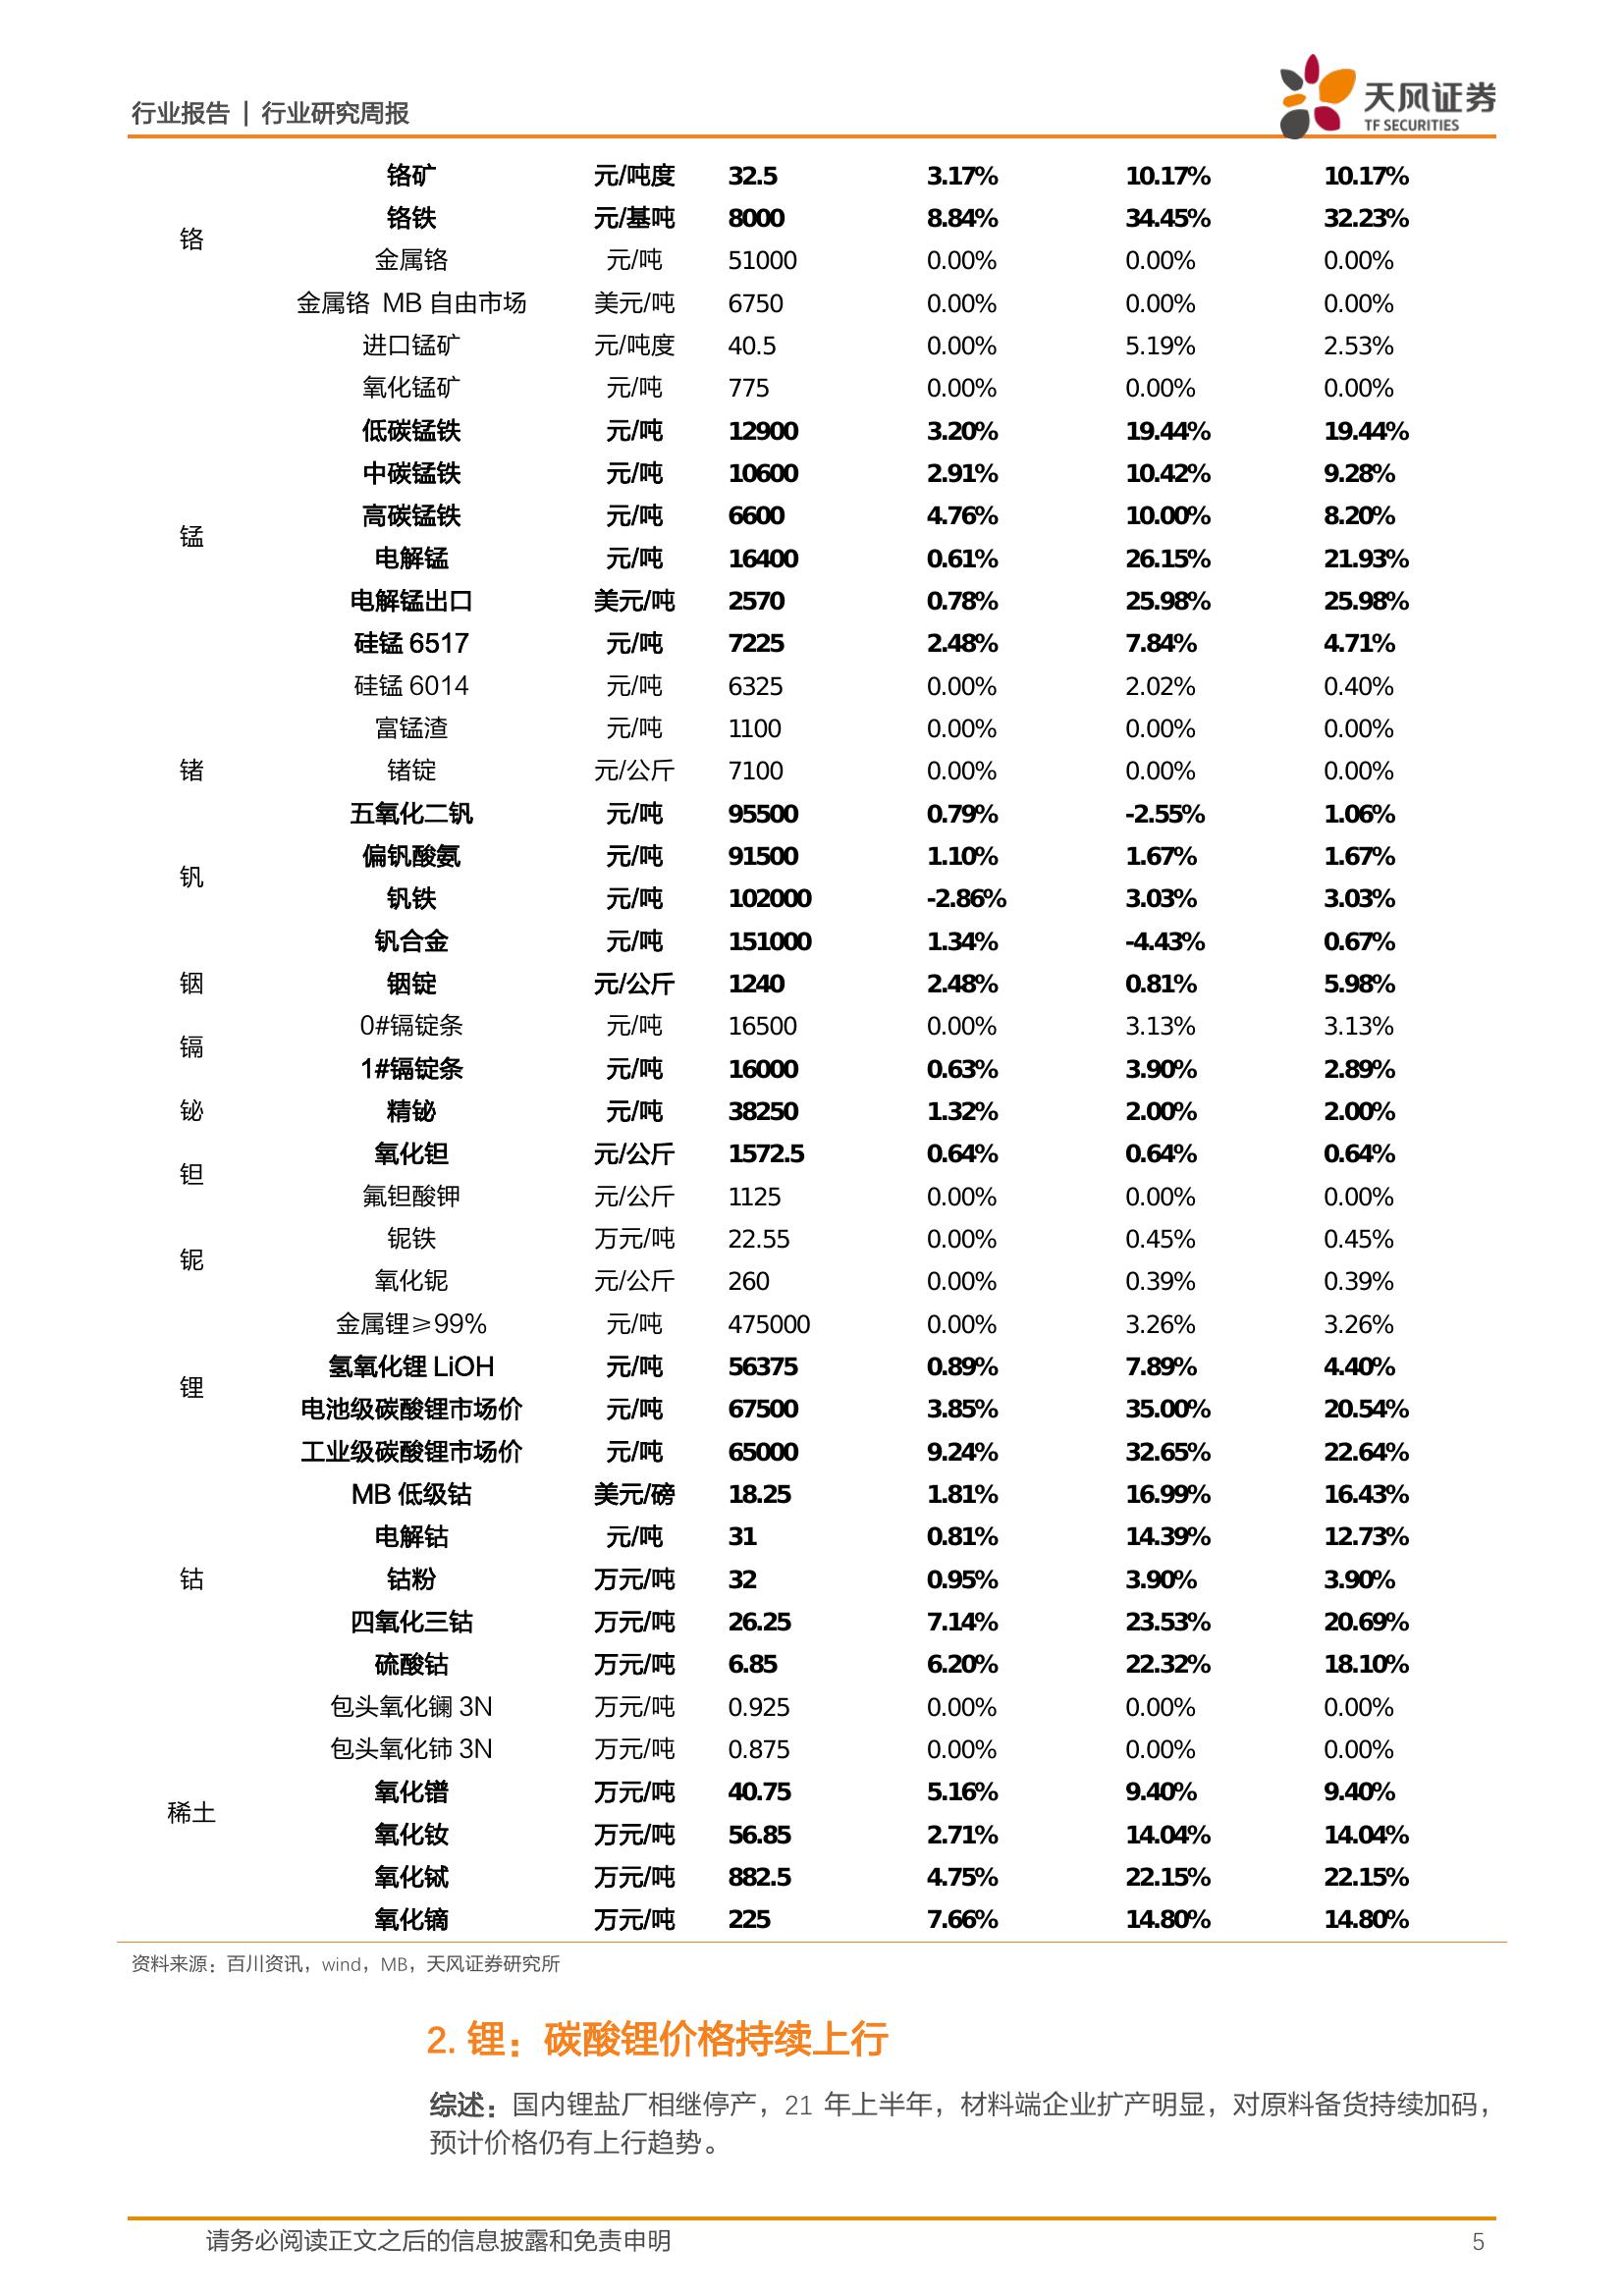 行业报告 | 行业研究周报
天风证券
TF SECURITIES
铬矿 元/吨度 32.5 3.17% 10.17% 10.17%
铬铁 元/基吨 8000 8.84% 34.45% 32.23%
铬
金属铬 元/吨 51000 0.00% 0.00% 0.00%
金属铬 MB 自由市场 美元/吨 6750 0.00% 0.00% 0.00%
进口锰矿 元/吨度 40.5 0.00% 5.19% 2.53%
氧化锰矿 元/吨 775 0.00% 0.00% 0.00%
低碳锰铁 元/吨 12900 3.20% 19.44% 19.44%
中碳锰铁 元/吨 10600 2.91% 10.42% 9.28%
高碳锰铁 元/吨 6600 4.76% 10.00% 8.20%
锰
电解锰 元/吨 16400 0.61% 26.15% 21.93%
电解锰出口 美元/吨 2570 0.78% 25.98% 25.98%
硅锰 6517 元/吨 7225 2.48% 7.84% 4.71%
硅锰 6014 元/吨 6325 0.00% 2.02% 0.40%
富锰渣 元/吨 1100 0.00% 0.00% 0.00%
锗 锗锭 元/公斤 7100 0.00% 0.00% 0.00%
五氧化二钒 元/吨 95500 0.79% -2.55% 1.06%
偏钒酸氨 元/吨 91500 1.10% 1.67% 1.67%
钒
钒铁 元/吨 102000 -2.86% 3.03% 3.03%
钒合金 元/吨 151000 1.34% -4.43% 0.67%
铟 铟锭 元/公斤 1240 2.48% 0.81% 5.98%
0#镉锭条 元/吨 16500 0.00% 3.13% 3.13%
镉
1#镉锭条 元/吨 16000 0.63% 3.90% 2.89%
铋 精铋 元/吨 38250 1.32% 2.00% 2.00%
氧化钽 元/公斤 1572.5 0.64% 0.64% 0.64%
钽
氟钽酸钾 元/公斤 1125 0.00% 0.00% 0.00%
铌铁 万元/吨 22.55 0.00% 0.45% 0.45%
铌
氧化铌 元/公斤 260 0.00% 0.39% 0.39%
金属锂≥99% 元/吨 475000 0.00% 3.26% 3.26%
氢氧化锂 LiOH 元/吨 56375 0.89% 7.89% 4.40%
锂
电池级碳酸锂市场价 元/吨 67500 3.85% 35.00% 20.54%
工业级碳酸锂市场价 元/吨 65000 9.24% 32.65% 22.64%
MB 低级钴 美元/磅 18.25 1.81% 16.99% 16.43%
电解钴 元/吨 31 0.81% 14.39% 12.73%
钴 钴粉 万元/吨 32 0.95% 3.90% 3.90%
四氧化三钴 万元/吨 26.25 7.14% 23.53% 20.69%
硫酸钴 万元/吨 6.85 6.20% 22.32% 18.10%
包头氧化镧 3N 万元/吨 0.925 0.00% 0.00% 0.00%
包头氧化铈 3N 万元/吨 0.875 0.00% 0.00% 0.00%
氧化镨 万元/吨 40.75 5.16% 9.40% 9.40%
稀土
氧化钕 万元/吨 56.85 2.71% 14.04% 14.04%
氧化铽 万元/吨 882.5 4.75% 22.15% 22.15%
氧化镝 万元/吨 225 7.66% 14.80% 14.80%
资料来源：百川资讯，wind，MB，天风证券研究所
2. 锂：碳酸锂价格持续上行
综述：国内锂盐厂相继停产，21 年上半年，材料端企业扩产明显，对原料备货持续加码，
预计价格仍有上行趋势。
请务必阅读正文之后的信息披露和免责申明 5